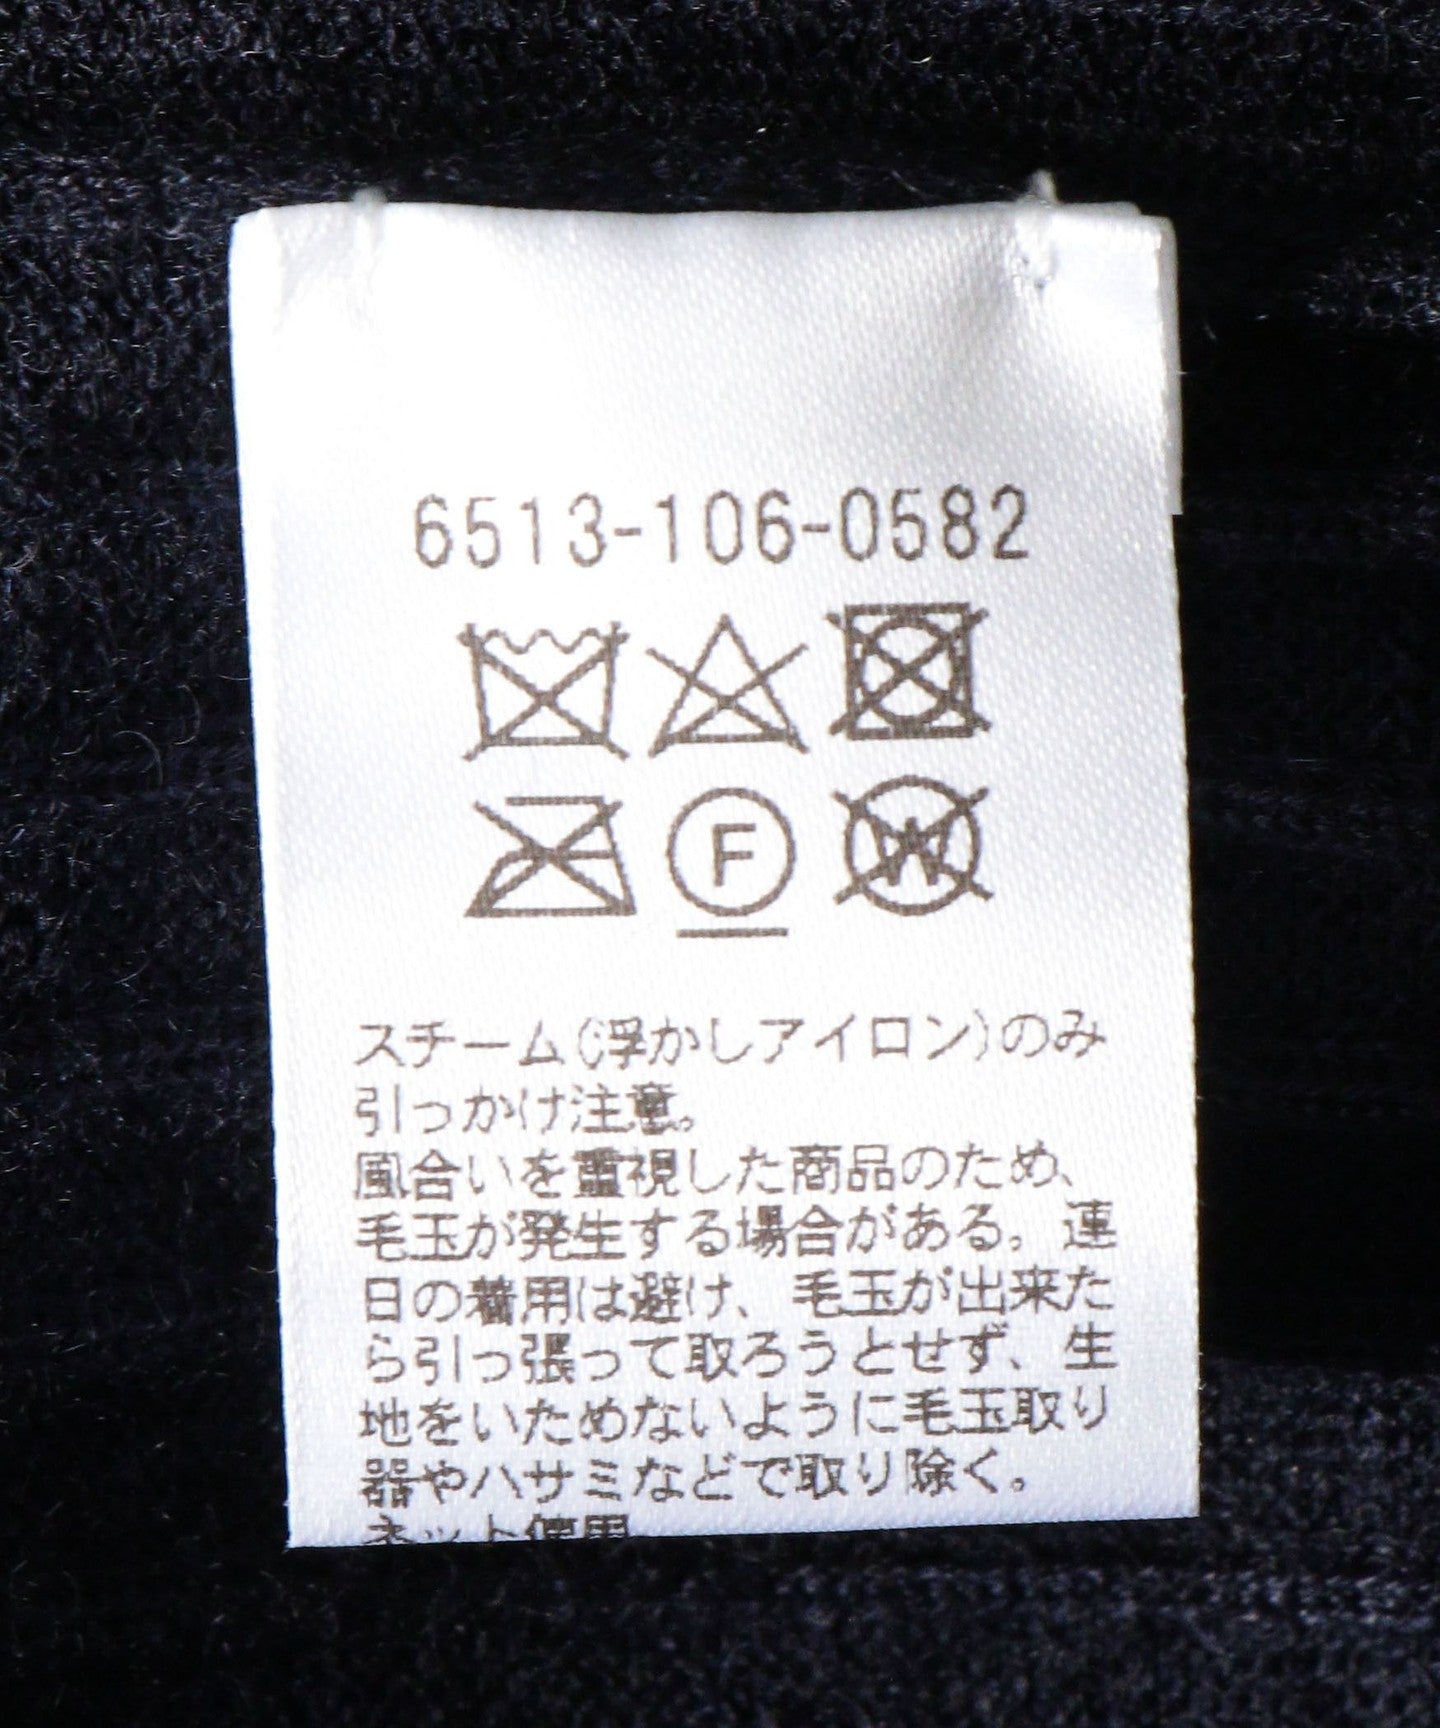 6513-106-0582
F
W
スチーム(浮かしアイロン)のみ
引っかけ注意。
風合いを重視した商品のため、
毛玉が発生する場合がある。連
日の着用は避け、毛玉が出来た
ら引っ張って取ろうとせず、生
地をいためないように毛玉取り
器やハサミなどで取り除く。
ネット使用